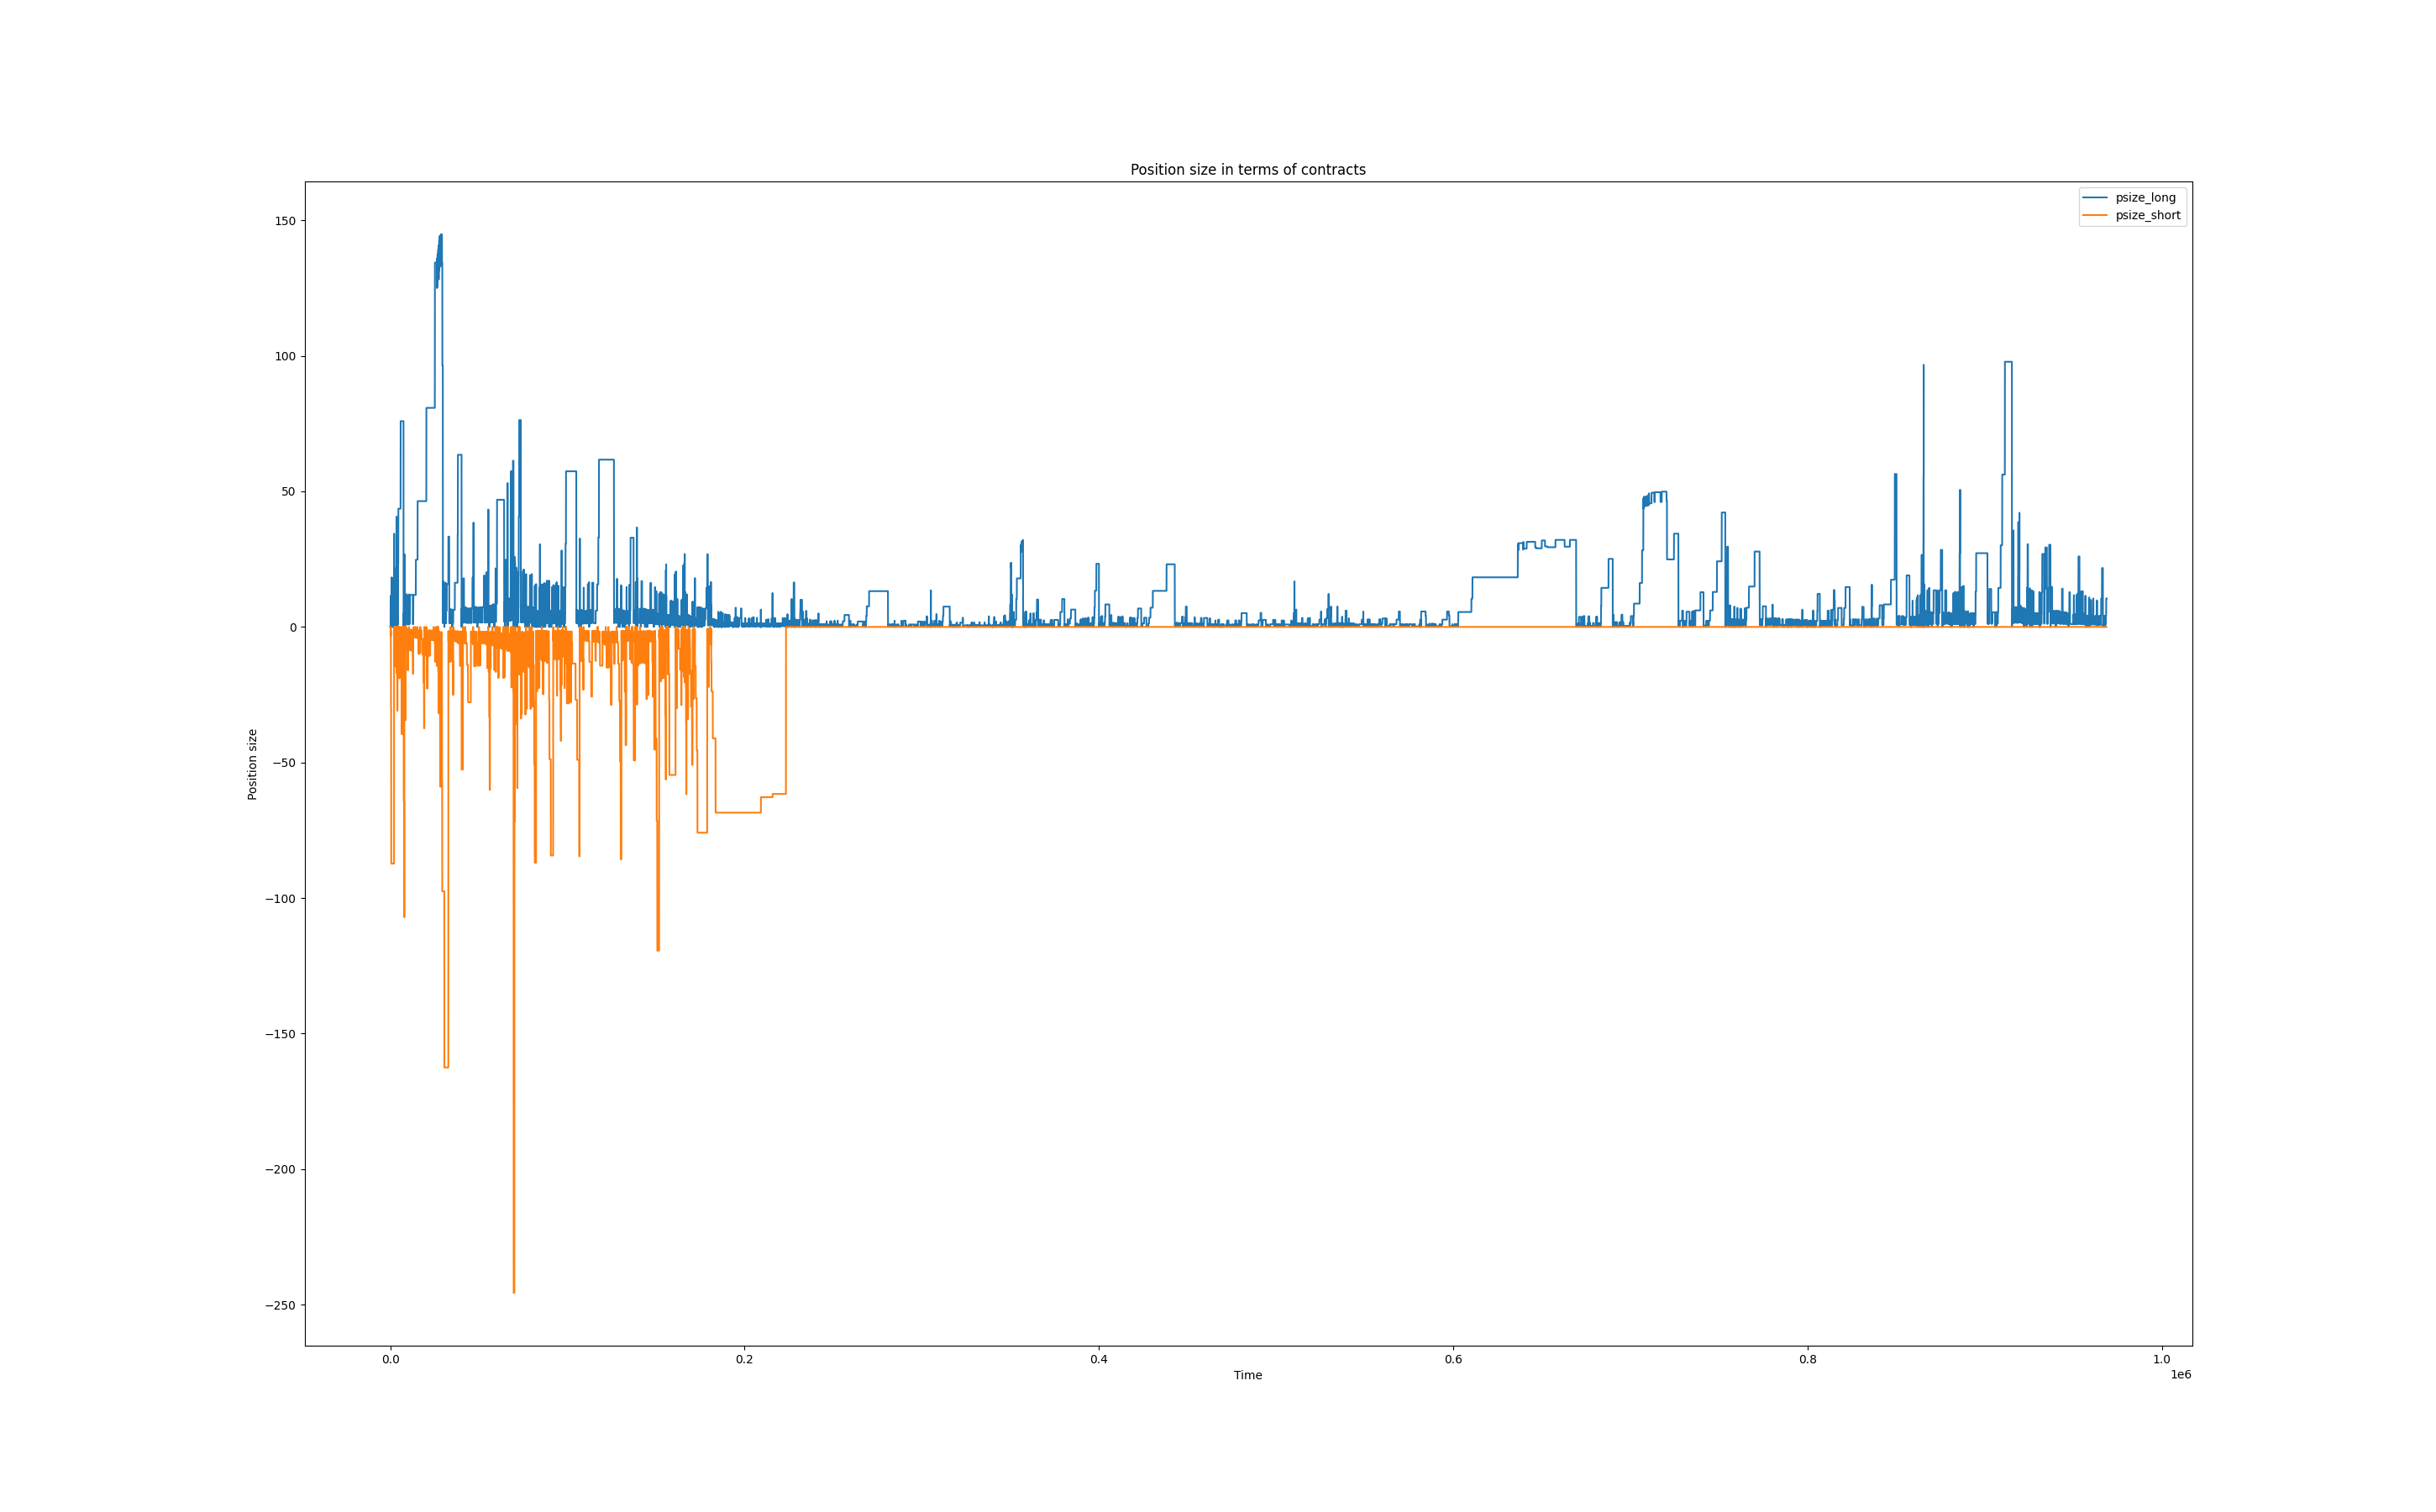 Position size in terms of contracts
psize_long
psize_short
150
100
50
0
−50
−100
−150
−200
−250
Position size
0.0
0.2
0.4
0.6
0.8
1.0
1e6
Time